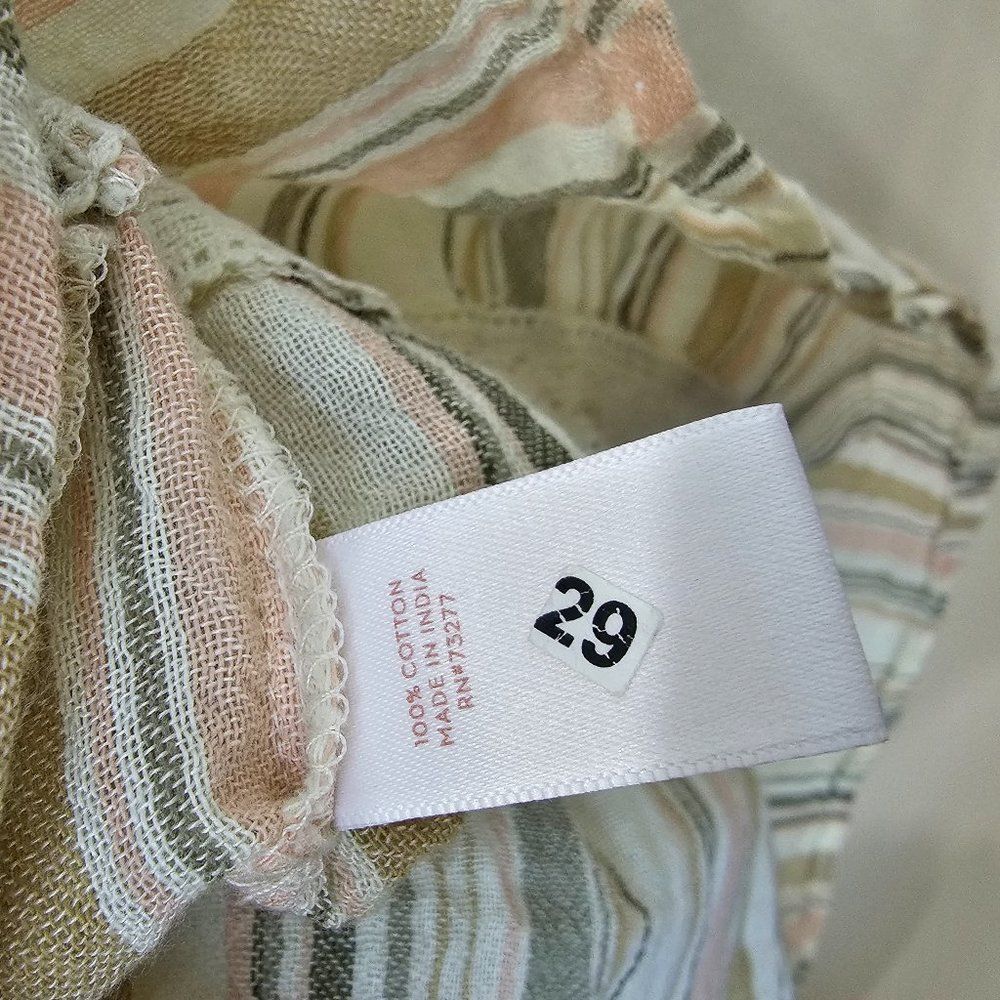 100% COTTON
MADE IN INDIA
RN#73277
29